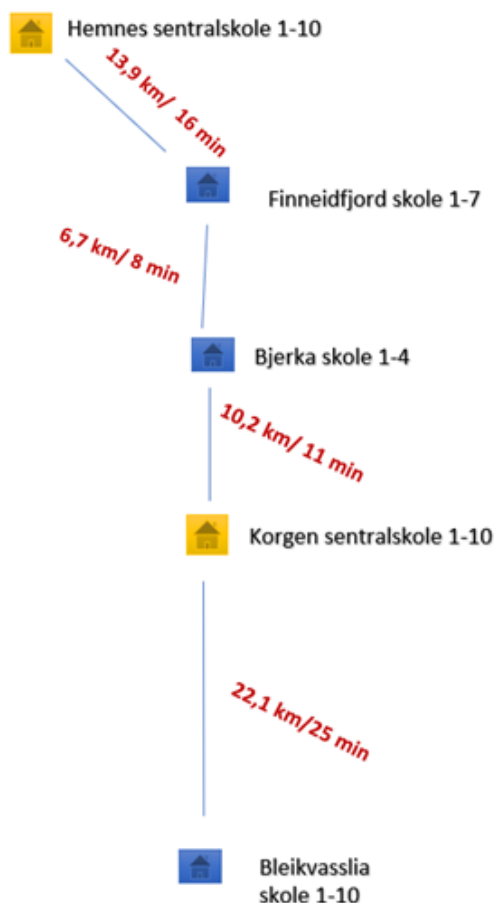 Hemnes sentralskole 1-10
13,9 km/ 16 min
Finneidfjord skole 1-7
6,7 km/ 8 min
Bjerka skole 1-4
10,2 km/ 11 min
Korgen sentralskole 1-10
22,1 km/25 min
Bleikvasslia
skole 1-10